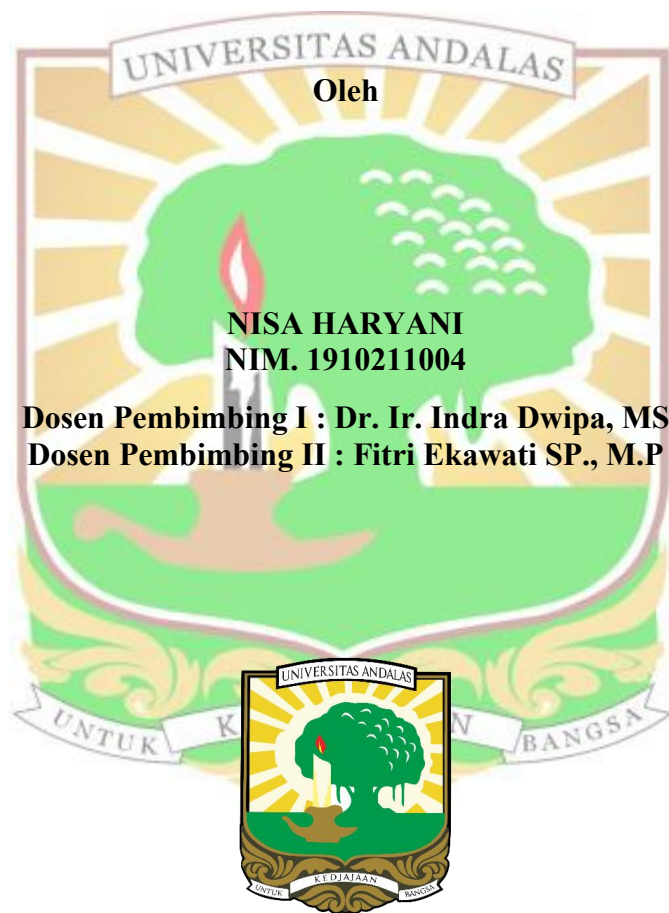 UNIVERSITAS ANDALAS
Oleh
NISA HARYANI
NIM. 1910211004
Dosen Pembimbing I : Dr. Ir. Indra Dwipa, MS
Dosen Pembimbing II : Fitri Ekawati SP., M.P
UNIVERSITAS ANDALAS
UNTUK K N BANGSA
UNTUK KEDJAJAAN BANGSA